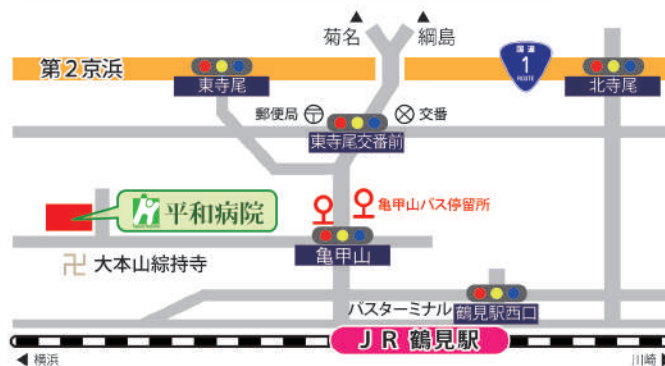 菊名
綱島
国道
1
ROUTE
第2京浜
東寺尾
北寺尾
郵便局
交番
東寺尾交番前
平和病院
亀甲山バス停留所
亀甲山
卍 大本山綜持寺
バスターミナル
鶴見駅西口
JR 鶴見駅
横浜
川崎